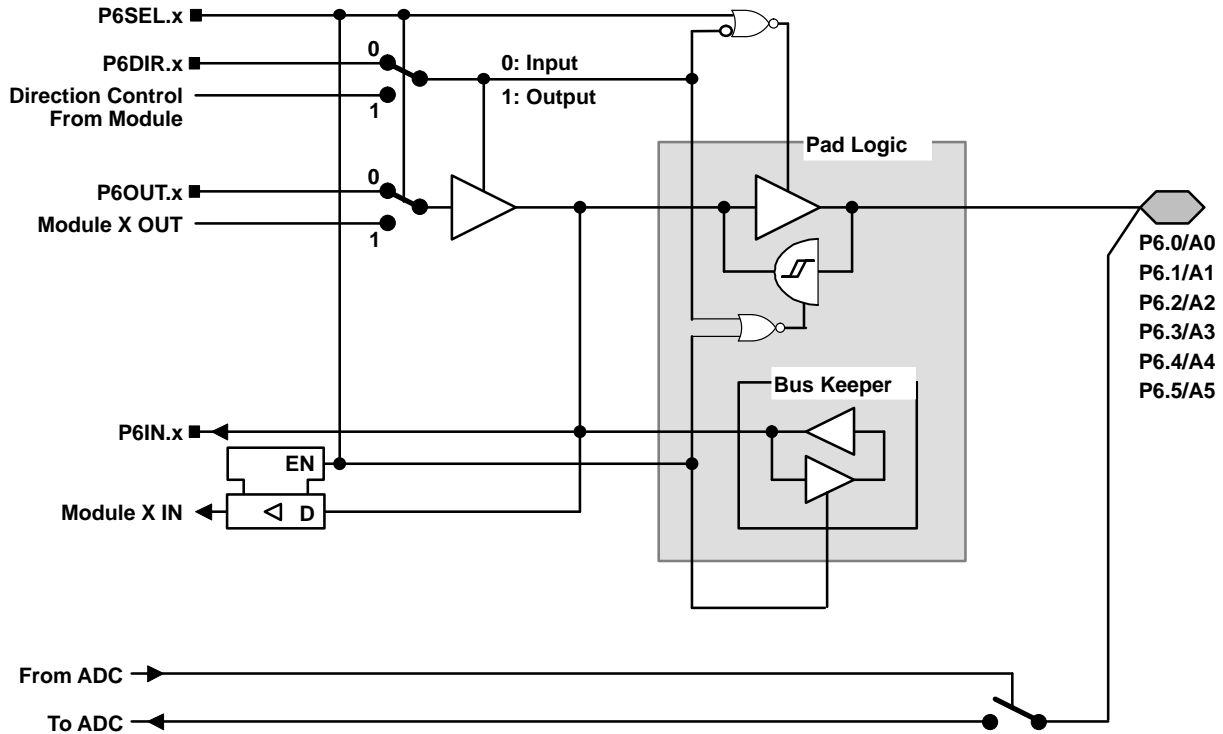 P6SEL.x
P6DIR.x
0
0: Input
Direction Control
From Module
1
1: Output
Pad Logic
P6OUT.x
0
Module X OUT
1
P6.0/A0
P6.1/A1
P6.2/A2
P6.3/A3
P6.4/A4
P6.5/A5
Bus Keeper
P6IN.x
EN
Module X IN
D
From ADC
To ADC